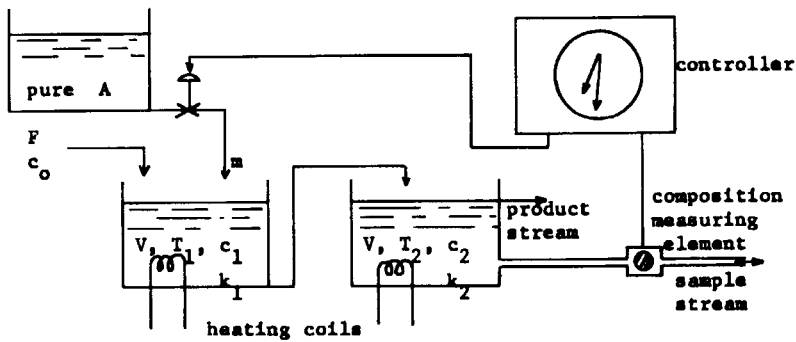 controller
pure A
F
c₀
m
composition
measuring
element
product
stream
V, T₁, c₁
k₁
V, T₂, c₂
k₂
sample
stream
heating coils